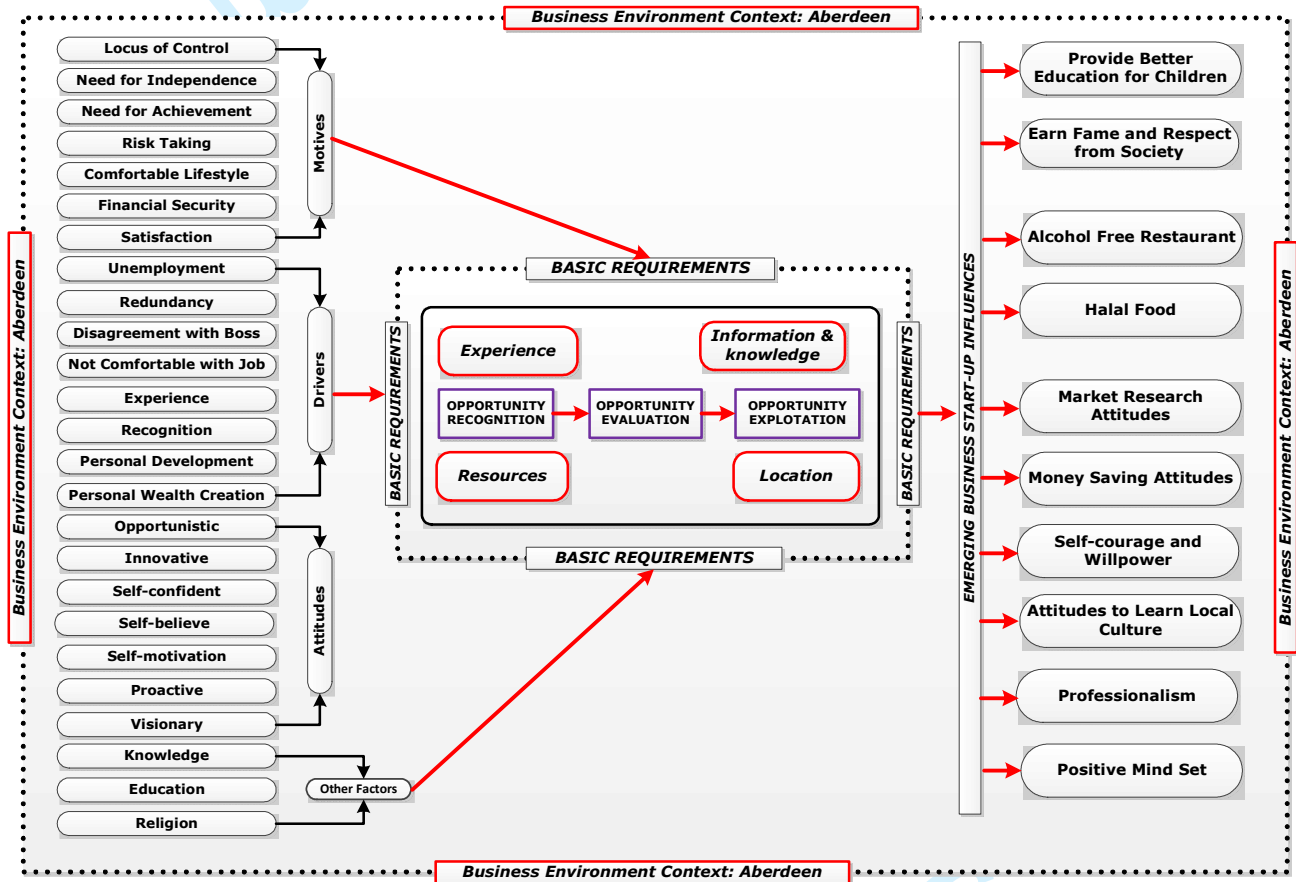 Business Environment Context: Aberdeen
Locus of Control
Need for Independence
Need for Achievement
Risk Taking
Comfortable Lifestyle
Financial Security
Satisfaction
Motives
Unemployment
Redundancy
Disagreement with Boss
Not Comfortable with Job
Experience
Recognition
Personal Development
Personal Wealth Creation
Drivers
Opportunistic
Innovative
Self-confident
Self-believe
Self-motivation
Proactive
Visionary
Attitudes
Knowledge
Education
Religion
Other Factors
Business Environment Context: Aberdeen
BASIC REQUIREMENTS
BASIC REQUIREMENTS
Experience
Information &
knowledge
OPPORTUNITY
RECOGNITION
OPPORTUNITY
EVALUATION
OPPORTUNITY
EXPLOTATION
Resources
Location
BASIC REQUIREMENTS
BASIC REQUIREMENTS
EMERGING BUSINESS START-UP INFLUENCES
Provide Better
Education for Children
Earn Fame and Respect
from Society
Alcohol Free Restaurant
Halal Food
Market Research
Attitudes
Money Saving Attitudes
Self-courage and
Willpower
Attitudes to Learn Local
Culture
Professionalism
Positive Mind Set
Business Environment Context: Aberdeen
Business Environment Context: Aberdeen